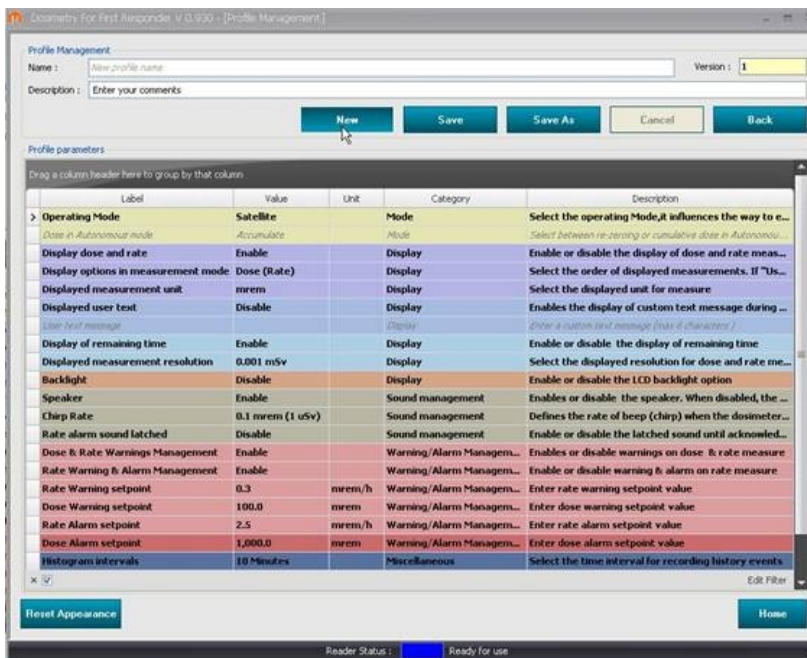 Dosimetry For First Responder V 0.930 - [Profile Management]
Profile Management
Name : New profile name Version : 1
Description : Enter your comments
New Save Save As Cancel Back
Profile parameters
Drag a column header here to group by that column
Label Value Unit Category Description
Operating Mode Satellite Mode Select the operating Mode,it influences the way to e...
Dose in Autonomous mode Accumulate Mode Select between re-zeroing or cumulative dose in Autonomou...
Display dose and rate Enable Display Enable or disable the display of dose and rate meas...
Display options in measurement mode Dose (Rate) Display Select the order of displayed measurements. If "Us...
Displayed measurement unit mrem Display Select the displayed unit for measure
Displayed user text Disable Display Enables the display of custom text message during ...
User text message Display Enter a custom text message (max 6 characters )
Display of remaining time Enable Display Enable or disable the display of remaining time
Displayed measurement resolution 0.001 mSv Display Select the displayed resolution for dose and rate me...
Backlight Disable Display Enable or disable the LCD backlight option
Speaker Enable Sound management Enables or disable the speaker. When disabled, the ...
Chirp Rate 0.1 mrem (1 uSv) Sound management Defines the rate of beep (chirp) when the dosimeter...
Rate alarm sound latched Disable Sound management Enable or disable the latched sound until acknowled...
Dose & Rate Warnings Management Enable Warning/Alarm Managem... Enables or disable warnings on dose & rate measure
Rate Warning & Alarm Management Enable Warning/Alarm Managem... Enable or disable warning & alarm on rate measure
Rate Warning setpoint 0.3 mrem/h Warning/Alarm Managem... Enter rate warning setpoint value
Dose Warning setpoint 100.0 mrem Warning/Alarm Managem... Enter dose warning setpoint value
Rate Alarm setpoint 2.5 mrem/h Warning/Alarm Managem... Enter rate alarm setpoint value
Dose Alarm setpoint 1,000.0 mrem Warning/Alarm Managem... Enter dose alarm setpoint value
Histogram intervals 10 Minutes Miscellaneous Select the time interval for recording history events
Edit Filter
Reset Appearance Home
Reader Status : Ready for use